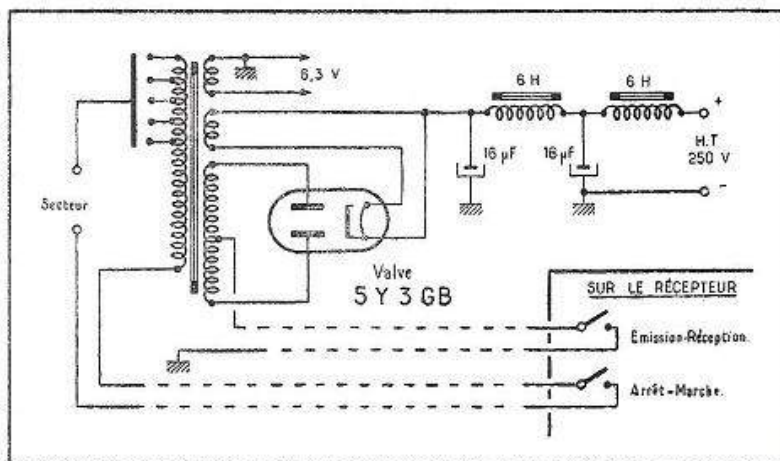 6,3 V
6 H
6 H
+
16 µF
16 µF
H.T
250 V
-
Secteur
Valve
5 Y 3 GB
SUR LE RÉCEPTEUR
Emission-Réception.
Arrêt-Marche.